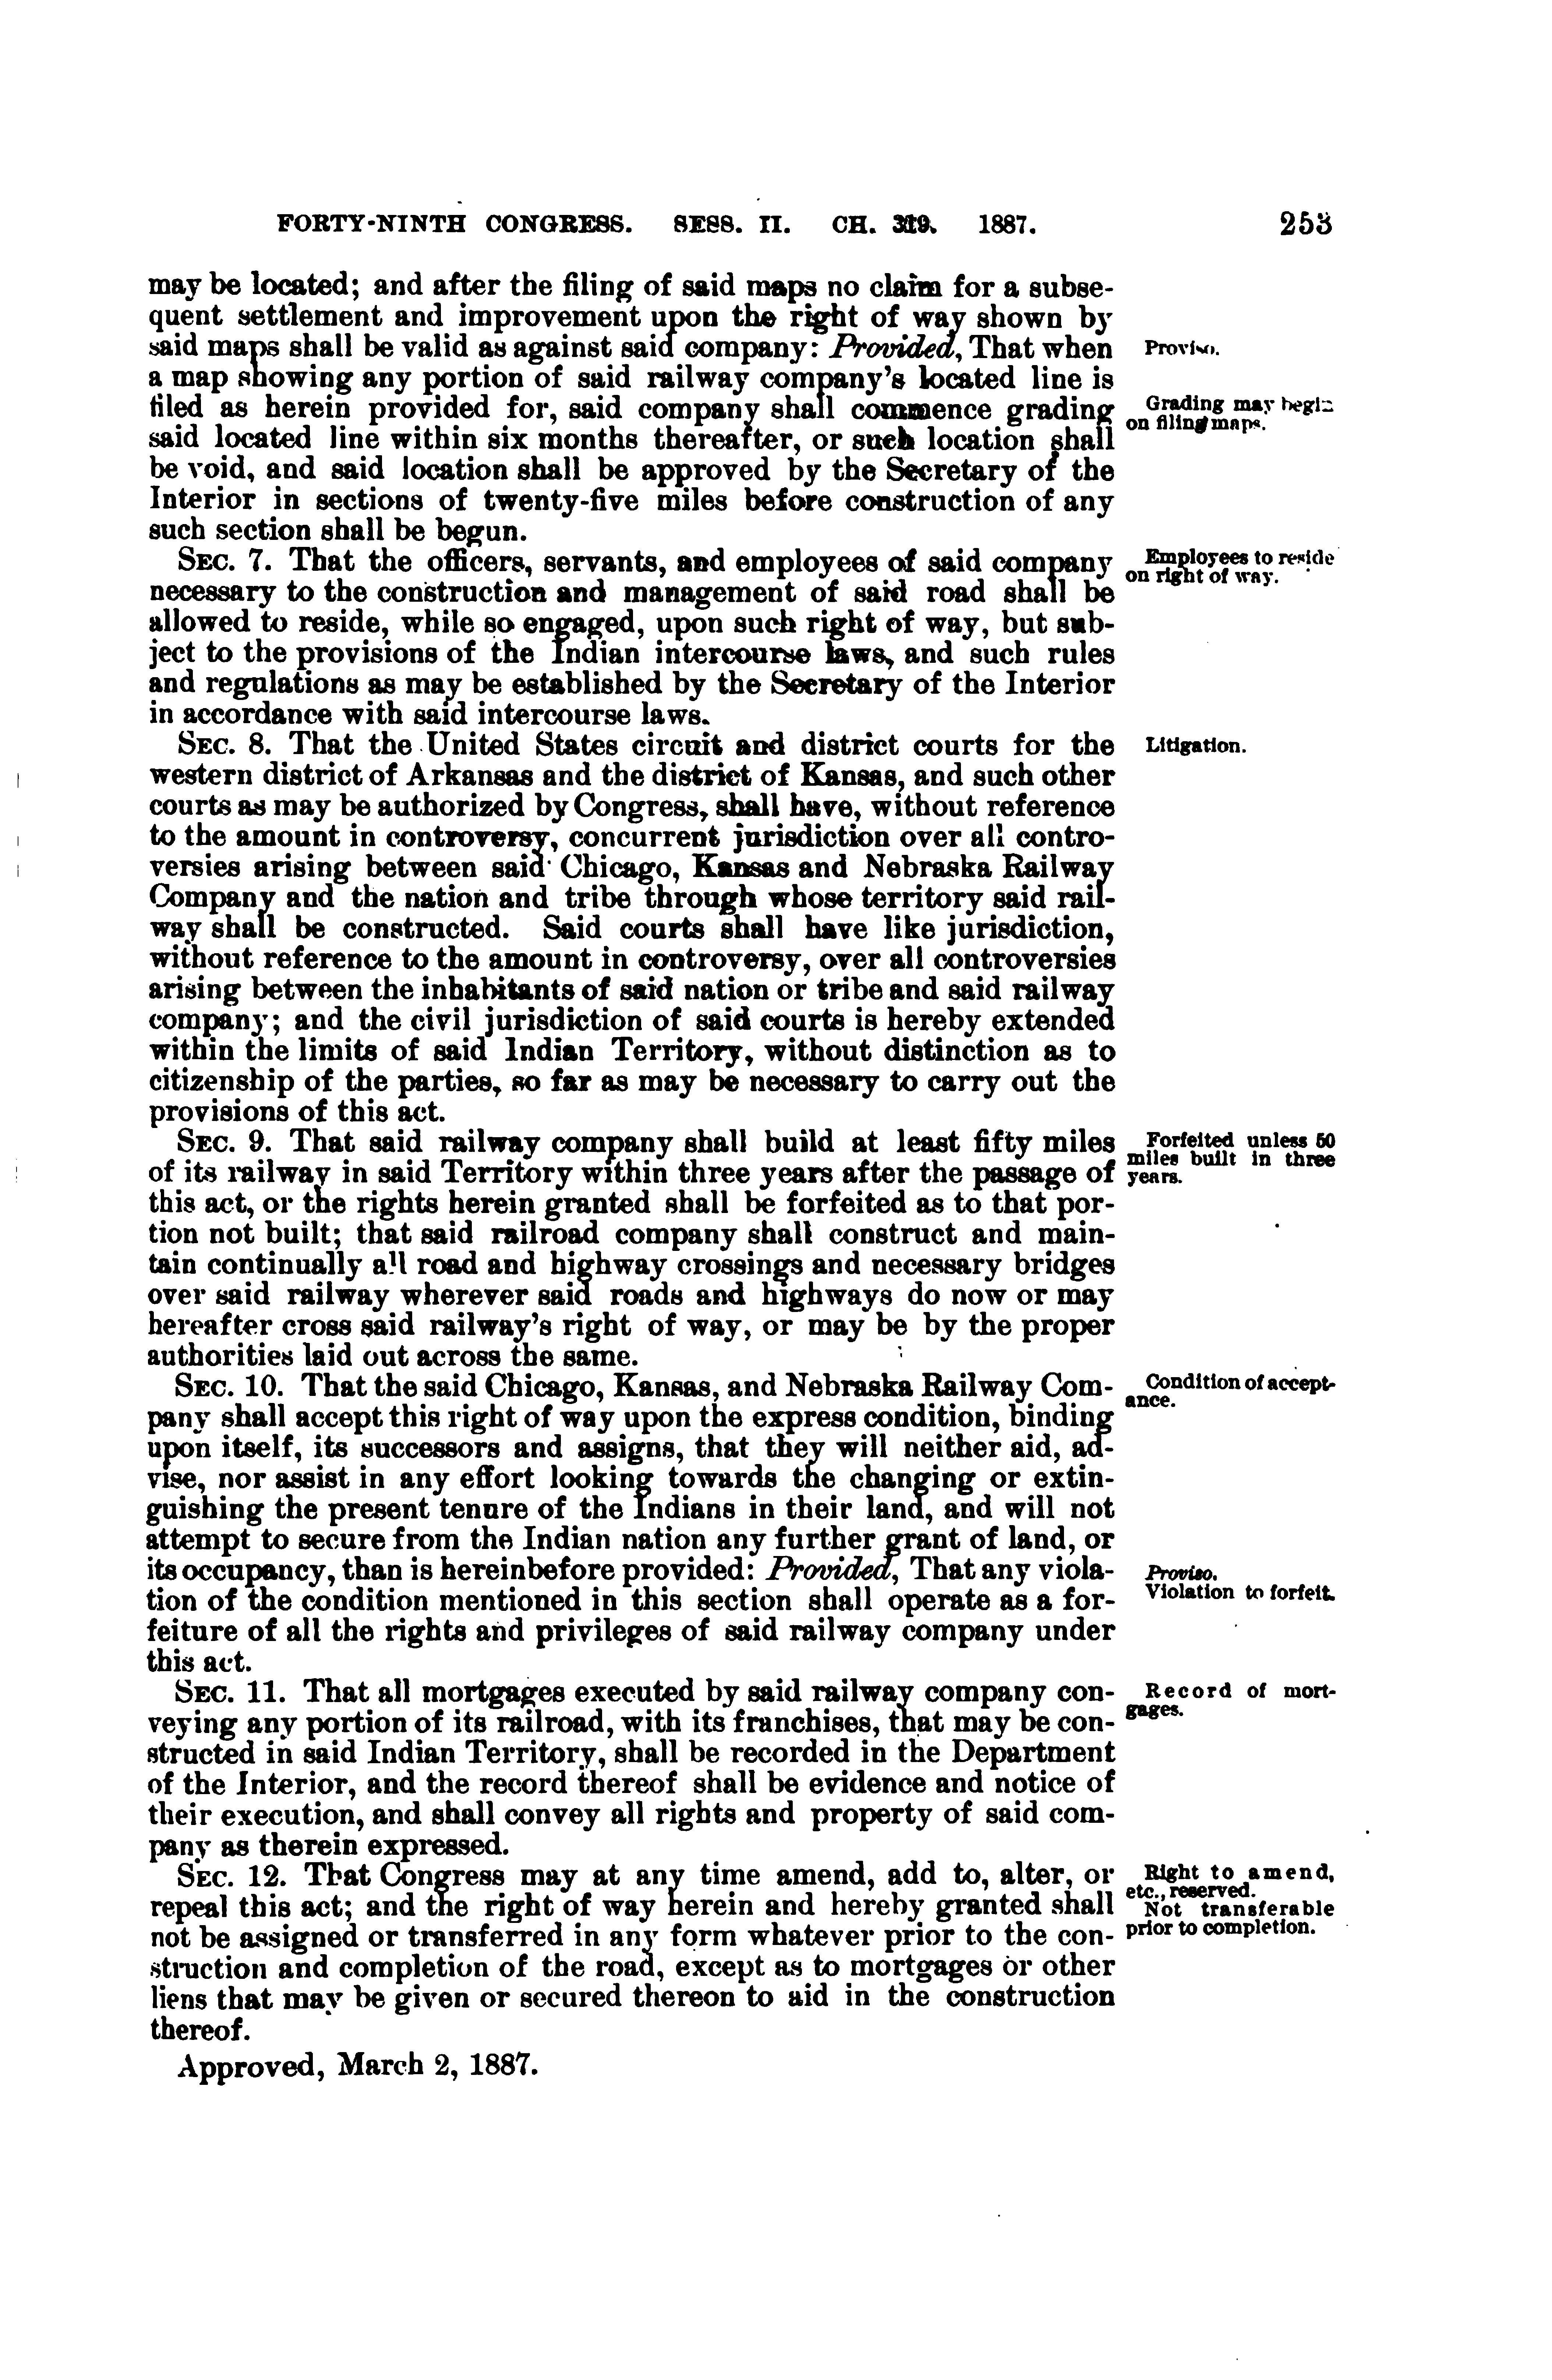 FORTY-NINTH CONGRESS. SESS. II. CH. 319. 1887. 253
may be located; and after the filing of said maps no claim for a subse-
quent settlement and improvement upon the right of way shown by
said maps shall be valid as against said company: Provided, That when
Proviso.
a map showing any portion of said railway company's located line is
filed as herein provided for, said company shall commence grading
Grading may begin
on filing maps.
said located line within six months thereafter, or such location shall
be void, and said location shall be approved by the Secretary of the
Interior in sections of twenty-five miles before construction of any
such section shall be begun.
SEC. 7. That the officers, servants, and employees of said company
Employees to reside
on right of way.
necessary to the construction and management of said road shall be
allowed to reside, while so engaged, upon such right of way, but sub-
ject to the provisions of the Indian intercourse laws, and such rules
and regulations as may be established by the Secretary of the Interior
in accordance with said intercourse laws.
SEC. 8. That the United States circuit and district courts for the
Litigation.
western district of Arkansas and the district of Kansas, and such other
courts as may be authorized by Congress, shall have, without reference
to the amount in controversy, concurrent jurisdiction over all contro-
versies arising between said Chicago, Kansas and Nebraska Railway
Company and the nation and tribe through whose territory said rail-
way shall be constructed. Said courts shall have like jurisdiction,
without reference to the amount in controversy, over all controversies
arising between the inhabitants of said nation or tribe and said railway
company; and the civil jurisdiction of said courts is hereby extended
within the limits of said Indian Territory, without distinction as to
citizenship of the parties, so far as may be necessary to carry out the
provisions of this act.
SEC. 9. That said railway company shall build at least fifty miles
Forfeited unless 50
miles built in three
years.
of its railway in said Territory within three years after the passage of
this act, or the rights herein granted shall be forfeited as to that por-
tion not built; that said railroad company shall construct and main-
tain continually all road and highway crossings and necessary bridges
over said railway wherever said roads and highways do now or may
hereafter cross said railway's right of way, or may be by the proper
authorities laid out across the same.
SEC. 10. That the said Chicago, Kansas, and Nebraska Railway Com-
Condition of accept-
ance.
pany shall accept this right of way upon the express condition, binding
upon itself, its successors and assigns, that they will neither aid, ad-
vise, nor assist in any effort looking towards the changing or extin-
guishing the present tenure of the Indians in their land, and will not
attempt to secure from the Indian nation any further grant of land, or
its occupancy, than is hereinbefore provided: Provided, That any viola-
Proviso.
Violation to forfeit.
tion of the condition mentioned in this section shall operate as a for-
feiture of all the rights and privileges of said railway company under
this act.
SEC. 11. That all mortgages executed by said railway company con-
Record of mort-
gages.
veying any portion of its railroad, with its franchises, that may be con-
structed in said Indian Territory, shall be recorded in the Department
of the Interior, and the record thereof shall be evidence and notice of
their execution, and shall convey all rights and property of said com-
pany as therein expressed.
SEC. 12. That Congress may at any time amend, add to, alter, or
Right to amend,
etc., reserved.
repeal this act; and the right of way herein and hereby granted shall
Not transferable
prior to completion.
not be assigned or transferred in any form whatever prior to the con-
struction and completion of the road, except as to mortgages or other
liens that may be given or secured thereon to aid in the construction
thereof.
Approved, March 2, 1887.